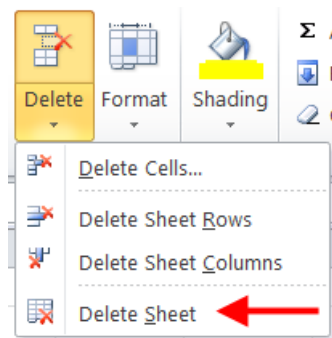 Delete Format Shading Σ
Delete Cells...
Delete Sheet Rows
Delete Sheet Columns
Delete Sheet